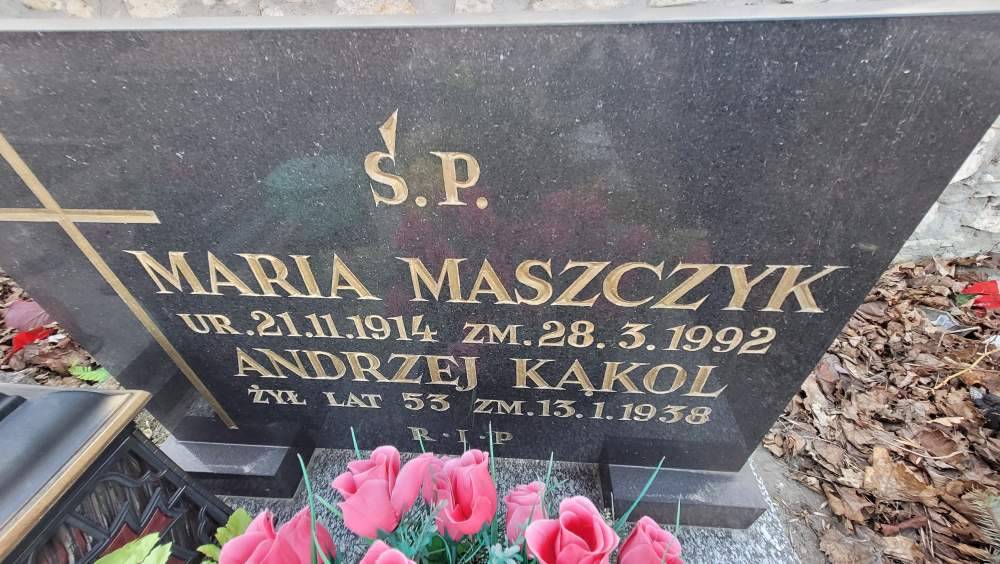 Ś.P.
MARIA MASZCZYK
UR. 21.11.1914 ZM. 28.3.1992
ANDRZEJ KĄKOL
ŻYŁ LAT 53 ZM. 13.1.1938
R·I·P